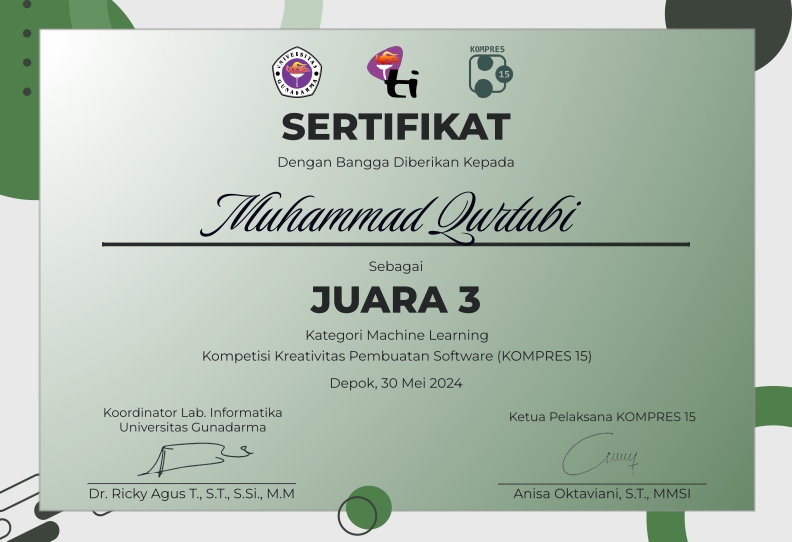 UNIVERSITAS GUNADARMA
ti
KOMPRES
15
SERTIFIKAT
Dengan Bangga Diberikan Kepada
Muhammad Qurtubi
Sebagai
JUARA 3
Kategori Machine Learning
Kompetisi Kreativitas Pembuatan Software (KOMPRES 15)
Depok, 30 Mei 2024
Koordinator Lab. Informatika
Universitas Gunadarma
Dr. Ricky Agus T., S.T., S.Si., M.M
Ketua Pelaksana KOMPRES 15
Anisa Oktaviani, S.T., MMSI